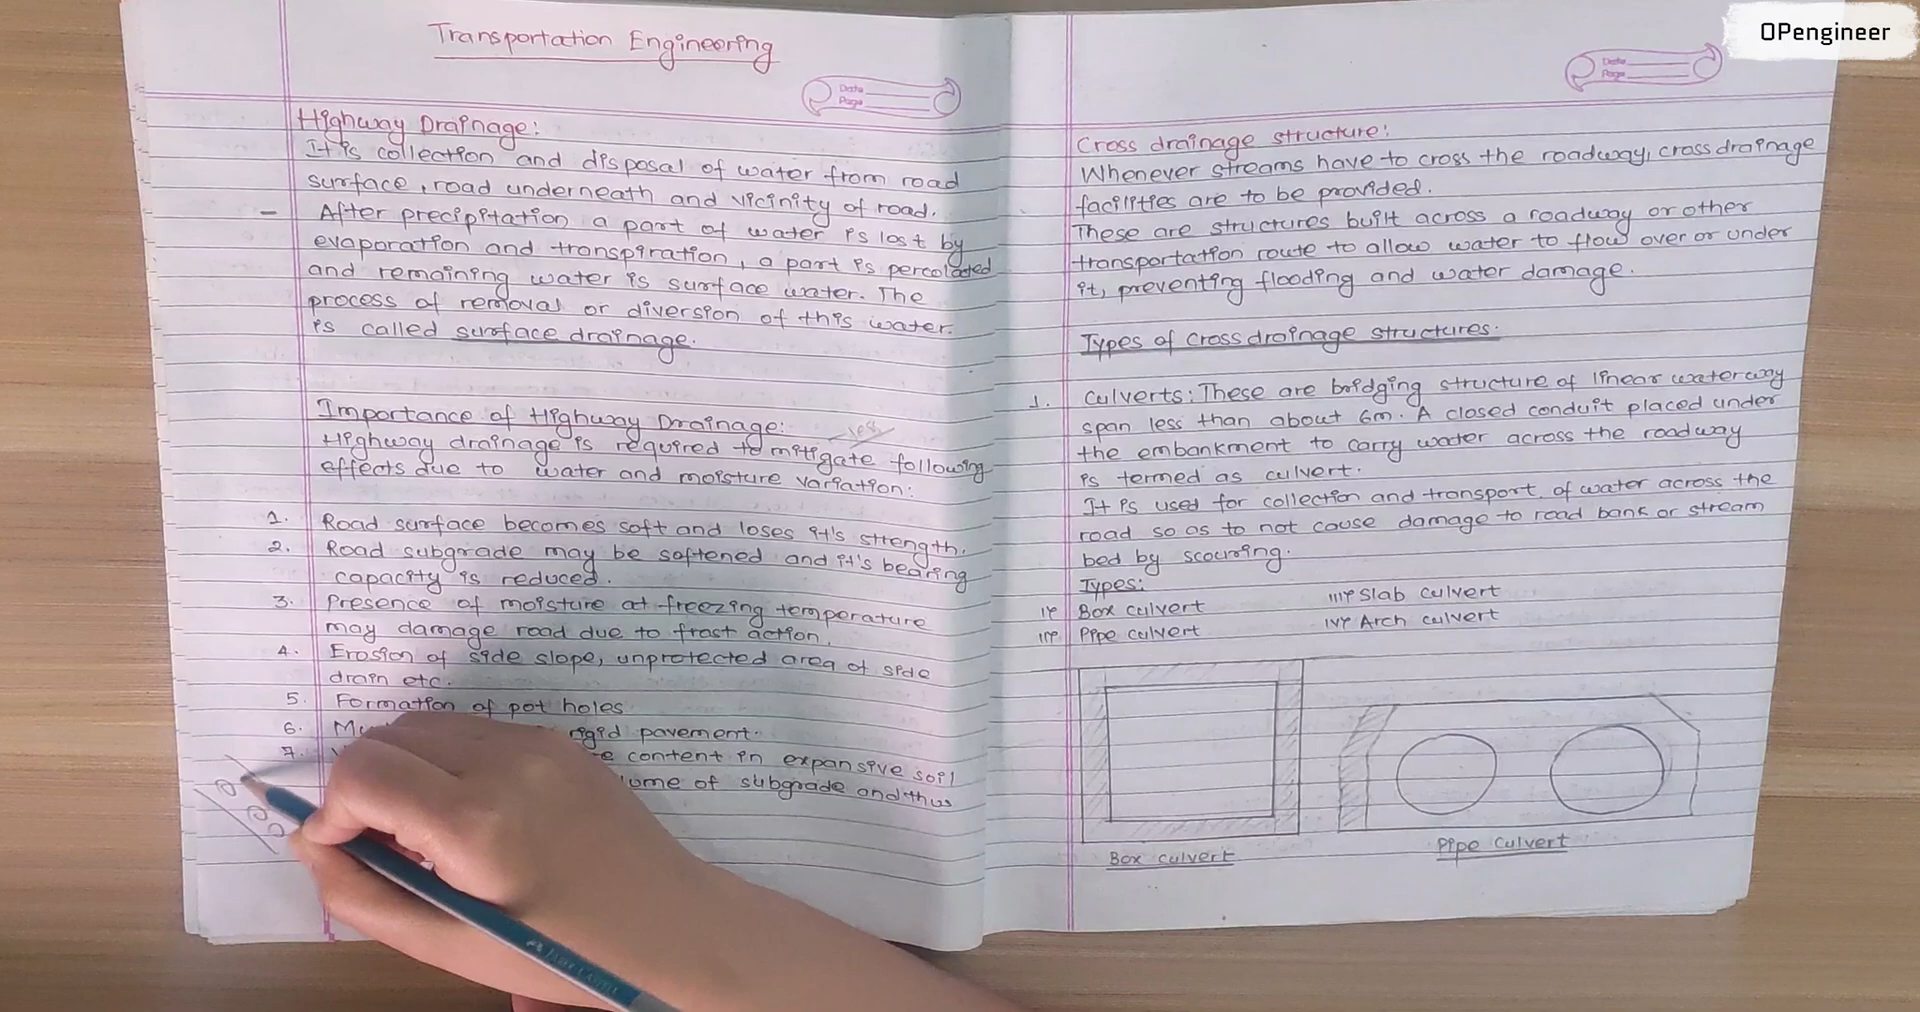 OPengineer
Transportation Engineering
Date
Page
Highway Drainage:
It is collection and disposal of water from road
surface, road underneath and vicinity of road.
- After precipitation a part of water is lost by
evaporation and transpiration, a part is percolated
and remaining water is surface water. The
process of removal or diversion of this water.
is called surface drainage.
Importance of Highway Drainage:
Highway drainage is required to mitigate following
effects due to water and moisture variation:
1. Road surface becomes soft and loses it's strength.
2. Road subgrade may be softened and it's bearing
capacity is reduced.
3. Presence of moisture at freezing temperature
may damage road due to frost action.
4. Erosion of side slope, unprotected area of side
drain etc.
5. Formation of pot holes
6. rigid pavement.
7. content in expansive soil
of subgrade and thus
Date
Page
Cross drainage structure:
Whenever streams have to cross the roadway, cross drainage
facilities are to be provided.
These are structures built across a roadway or other
transportation route to allow water to flow over or under
it, preventing flooding and water damage.
Types of cross drainage structures.
1. Culverts: These are bridging structure of linear waterway
span less than about 6m. A closed conduit placed under
the embankment to carry water across the roadway
is termed as culvert.
It is used for collection and transport of water across the
road so as to not cause damage to road bank or stream
bed by scouring.
Types:
i) Box culvert iii) Slab culvert
ii) Pipe culvert iv) Arch culvert
Box culvert
Pipe culvert